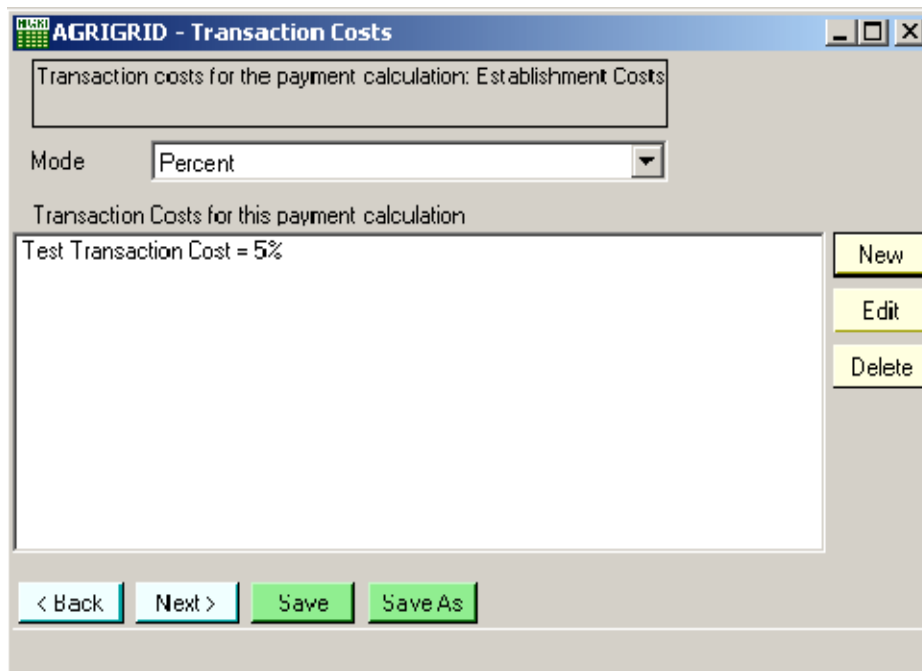 AGRIGRID - Transaction Costs
Transaction costs for the payment calculation: Establishment Costs
Mode
Percent
Transaction Costs for this payment calculation
Test Transaction Cost = 5%
New
Edit
Delete
< Back
Next >
Save
Save As